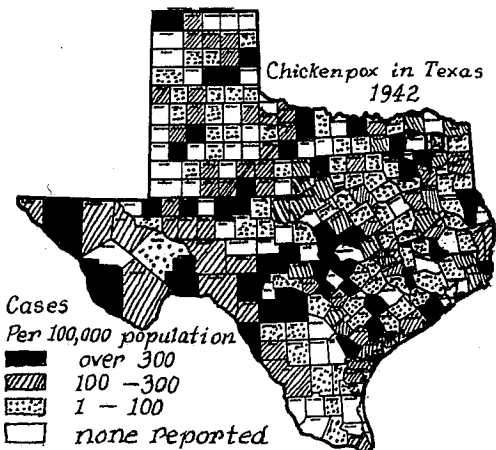 Chickenpox in Texas
1942
Cases
Per 100,000 population
over 300
100 - 300
1 - 100
none reported